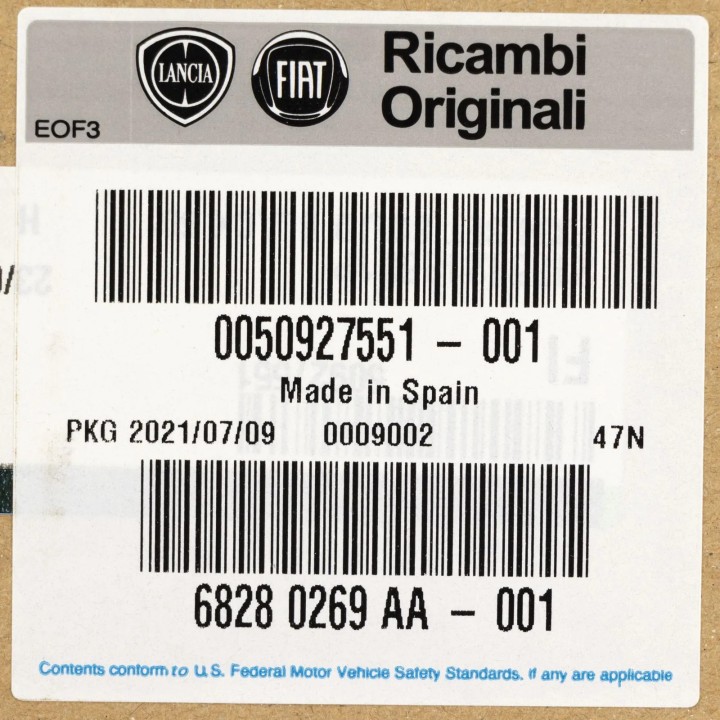 LANCIA FIAT Ricambi
Originali
EOF3
0050927551 – 001
Made in Spain
PKG 2021/07/09 0009002 47N
6828 0269 AA – 001
Contents conform to U.S. Federal Motor Vehicle Safety Standards. If any are applicable